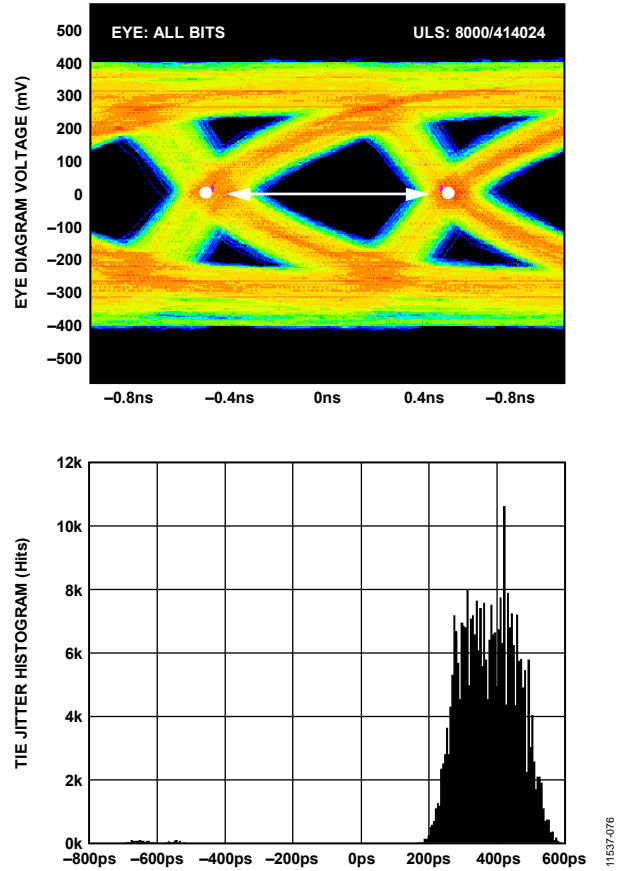 EYE: ALL BITS
ULS: 8000/414024
EYE DIAGRAM VOLTAGE (mV)
500
400
300
200
100
0
–100
–200
–300
–400
–500
–0.8ns
–0.4ns
0ns
0.4ns
–0.8ns
TIE JITTER HISTOGRAM (Hits)
12k
10k
8k
6k
4k
2k
0k
–800ps
–600ps
–400ps
–200ps
0ps
200ps
400ps
600ps
11537-076